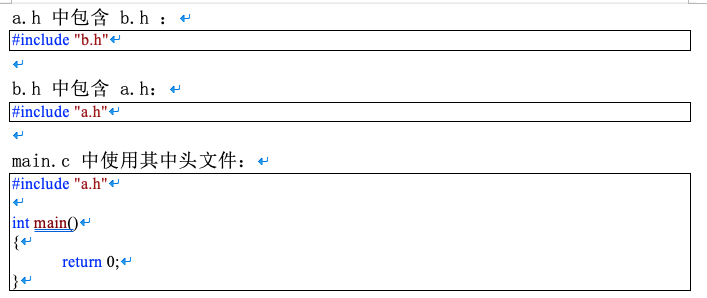 a.h 中包含 b.h ：
#include "b.h"
b.h 中包含 a.h：
#include "a.h"
main.c 中使用其中头文件：
#include "a.h"
int main()
{
return 0;
}